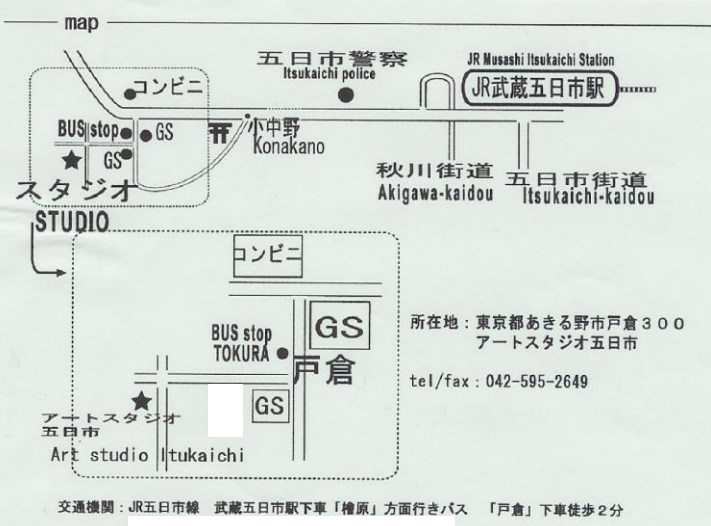 map
五日市警察
Itsukaichi police
JR Musashi Itsukaichi Station
JR武蔵五日市駅
コンビニ
BUS stop
GS
小中野
Konakano
GS
秋川街道
Akigawa-kaidou
五日市街道
Itsukaichi-kaidou
スタジオ
STUDIO
コンビニ
GS
BUS stop
TOKURA
戸倉
所在地：東京都あきる野市戸倉３００
アートスタジオ五日市
tel/fax：042-595-2649
GS
アートスタジオ
五日市
Art studio Itukaichi
交通機関：JR五日市線　武蔵五日市駅下車「檜原」方面行きバス　「戸倉」下車徒歩２分